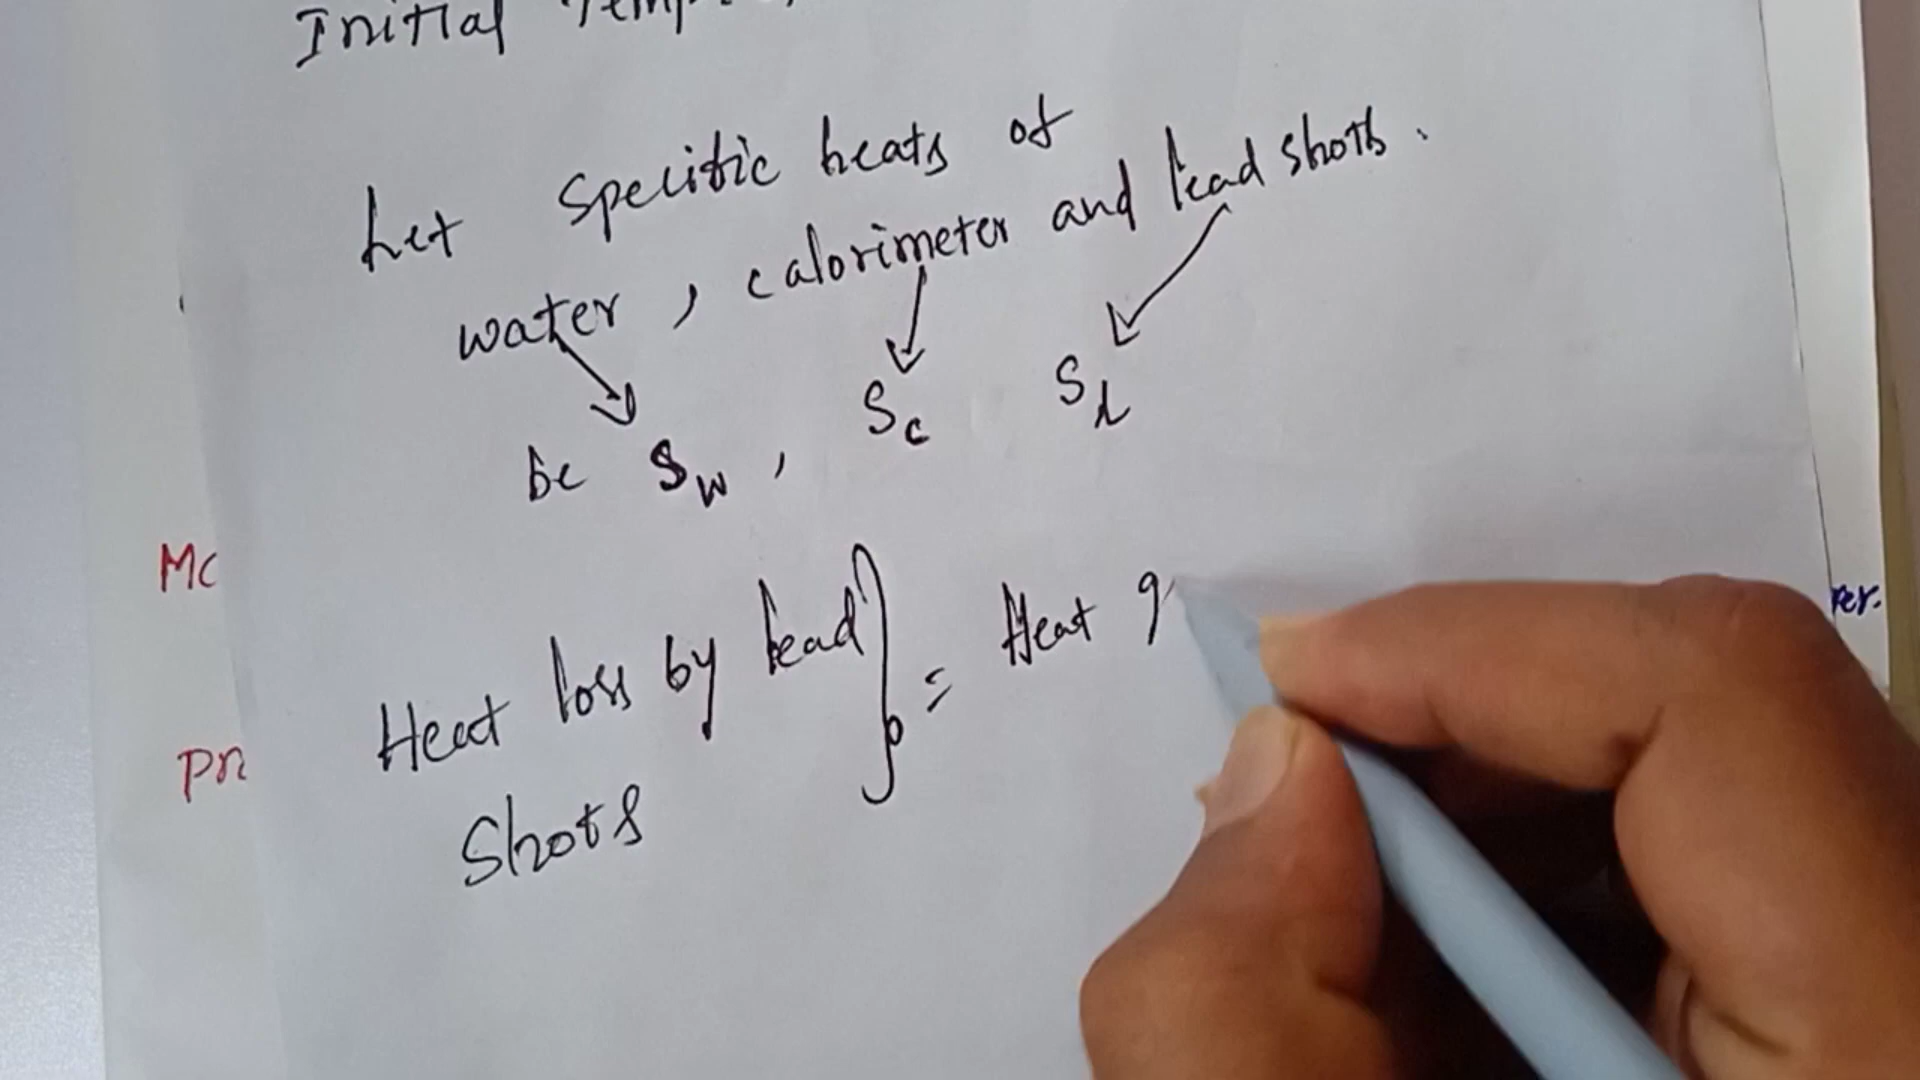 Initial Temp
Let specific heats of
water, calorimeter and lead shots.
be Sw, Sc Sl
MC
Heat loss by lead } = Heat g
Shots